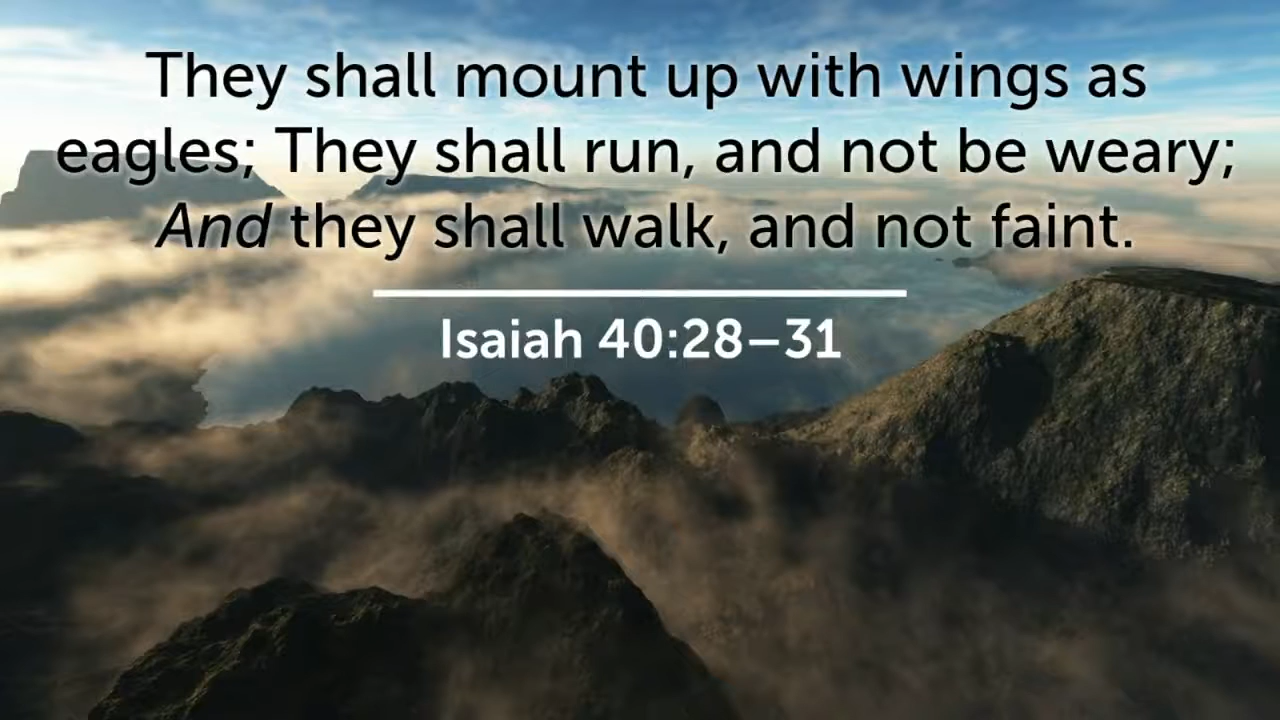 They shall mount up with wings as
eagles; They shall run, and not be weary;
And they shall walk, and not faint.
Isaiah 40:28–31